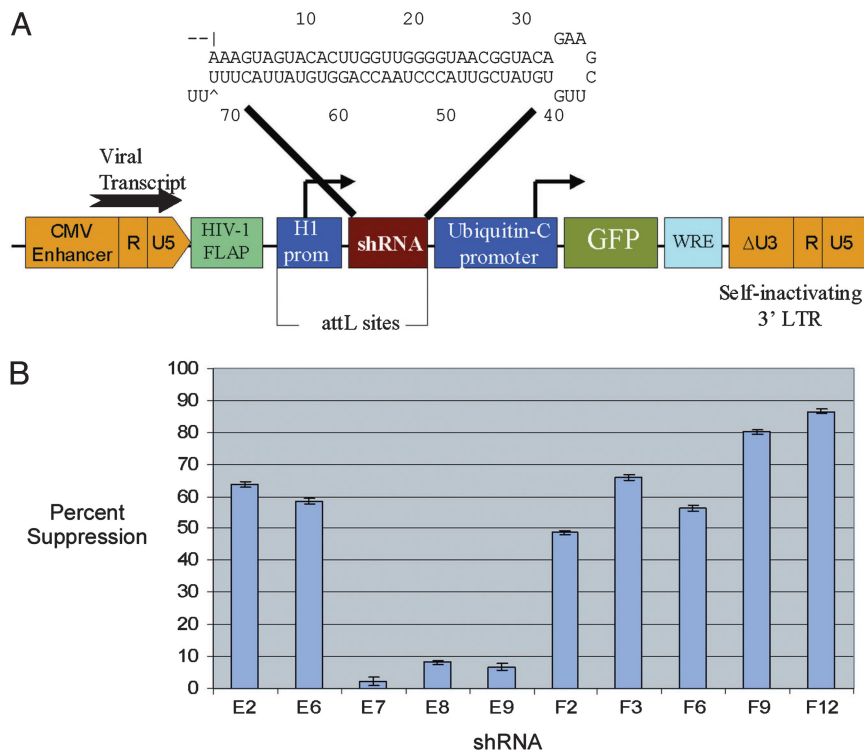 A
10 20 30
--| GAA
AAAGUAGUACACUUGGUUGGGGUAACGGUACA G
UUUCAUUAUGUGGACCAAUCCCAUUGCUAUGU C
UU^ UUG
70 60 50 40
Viral
Transcript
CMV
Enhancer
R
U5
HIV-1
FLAP
H1
prom
shRNA
Ubiquitin-C
promoter
GFP
WRE
ΔU3
R
U5
attL sites
Self-inactivating
3' LTR
B
Percent
Suppression
100
90
80
70
60
50
40
30
20
10
0
E2 E6 E7 E8 E9 F2 F3 F6 F9 F12
shRNA